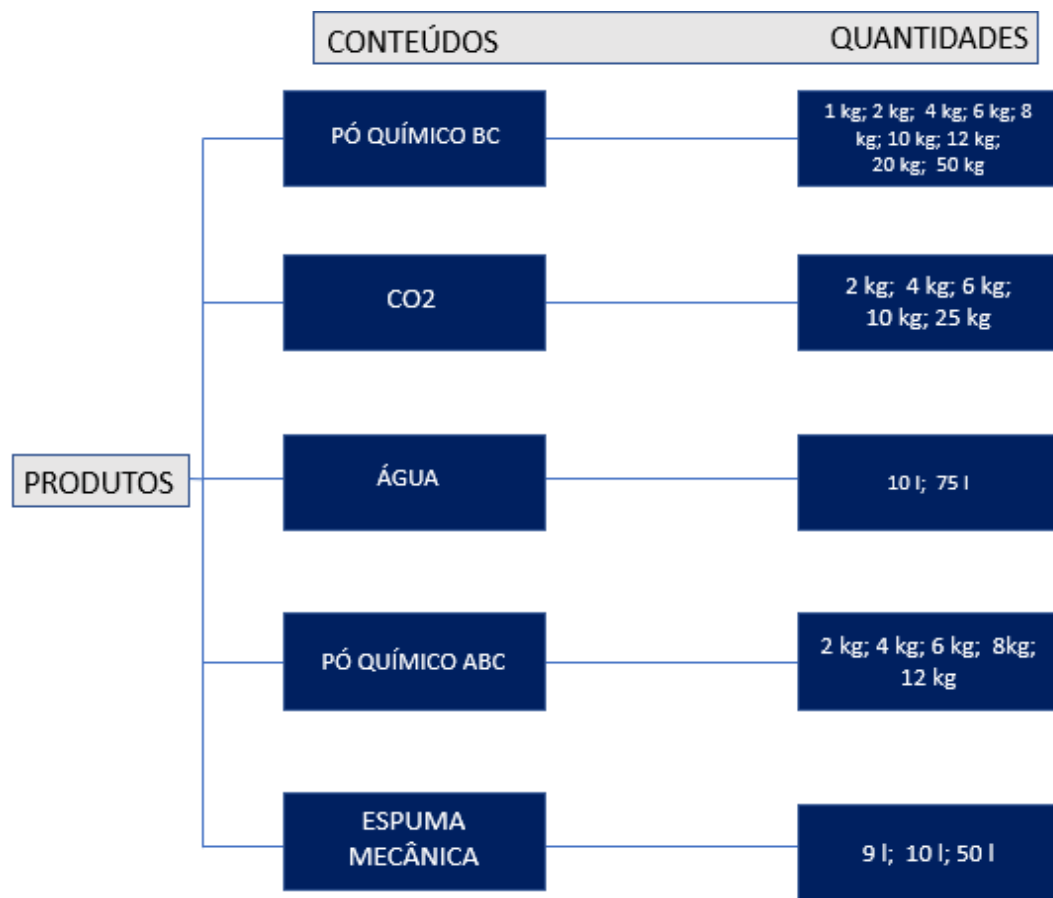 CONTEÚDOS QUANTIDADES
PÓ QUÍMICO BC
1 kg; 2 kg; 4 kg; 6 kg; 8
kg; 10 kg; 12 kg;
20 kg; 50 kg
CO2
2 kg; 4 kg; 6 kg;
10 kg; 25 kg
PRODUTOS
ÁGUA
10 l; 75 l
PÓ QUÍMICO ABC
2 kg; 4 kg; 6 kg; 8kg;
12 kg
ESPUMA
MECÂNICA
9 l; 10 l; 50 l